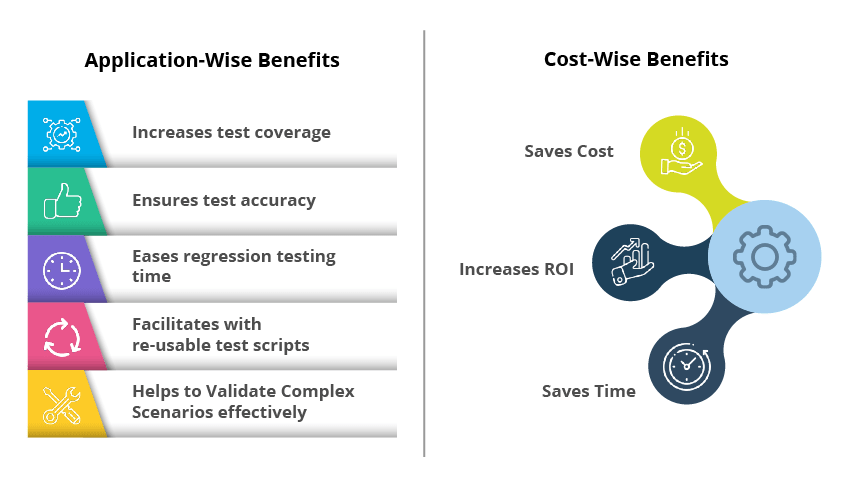 Application-Wise Benefits
Increases test coverage
Ensures test accuracy
Eases regression testing
time
Facilitates with
re-usable test scripts
Helps to Validate Complex
Scenarios effectively
Cost-Wise Benefits
Saves Cost
$
Increases ROI
Saves Time